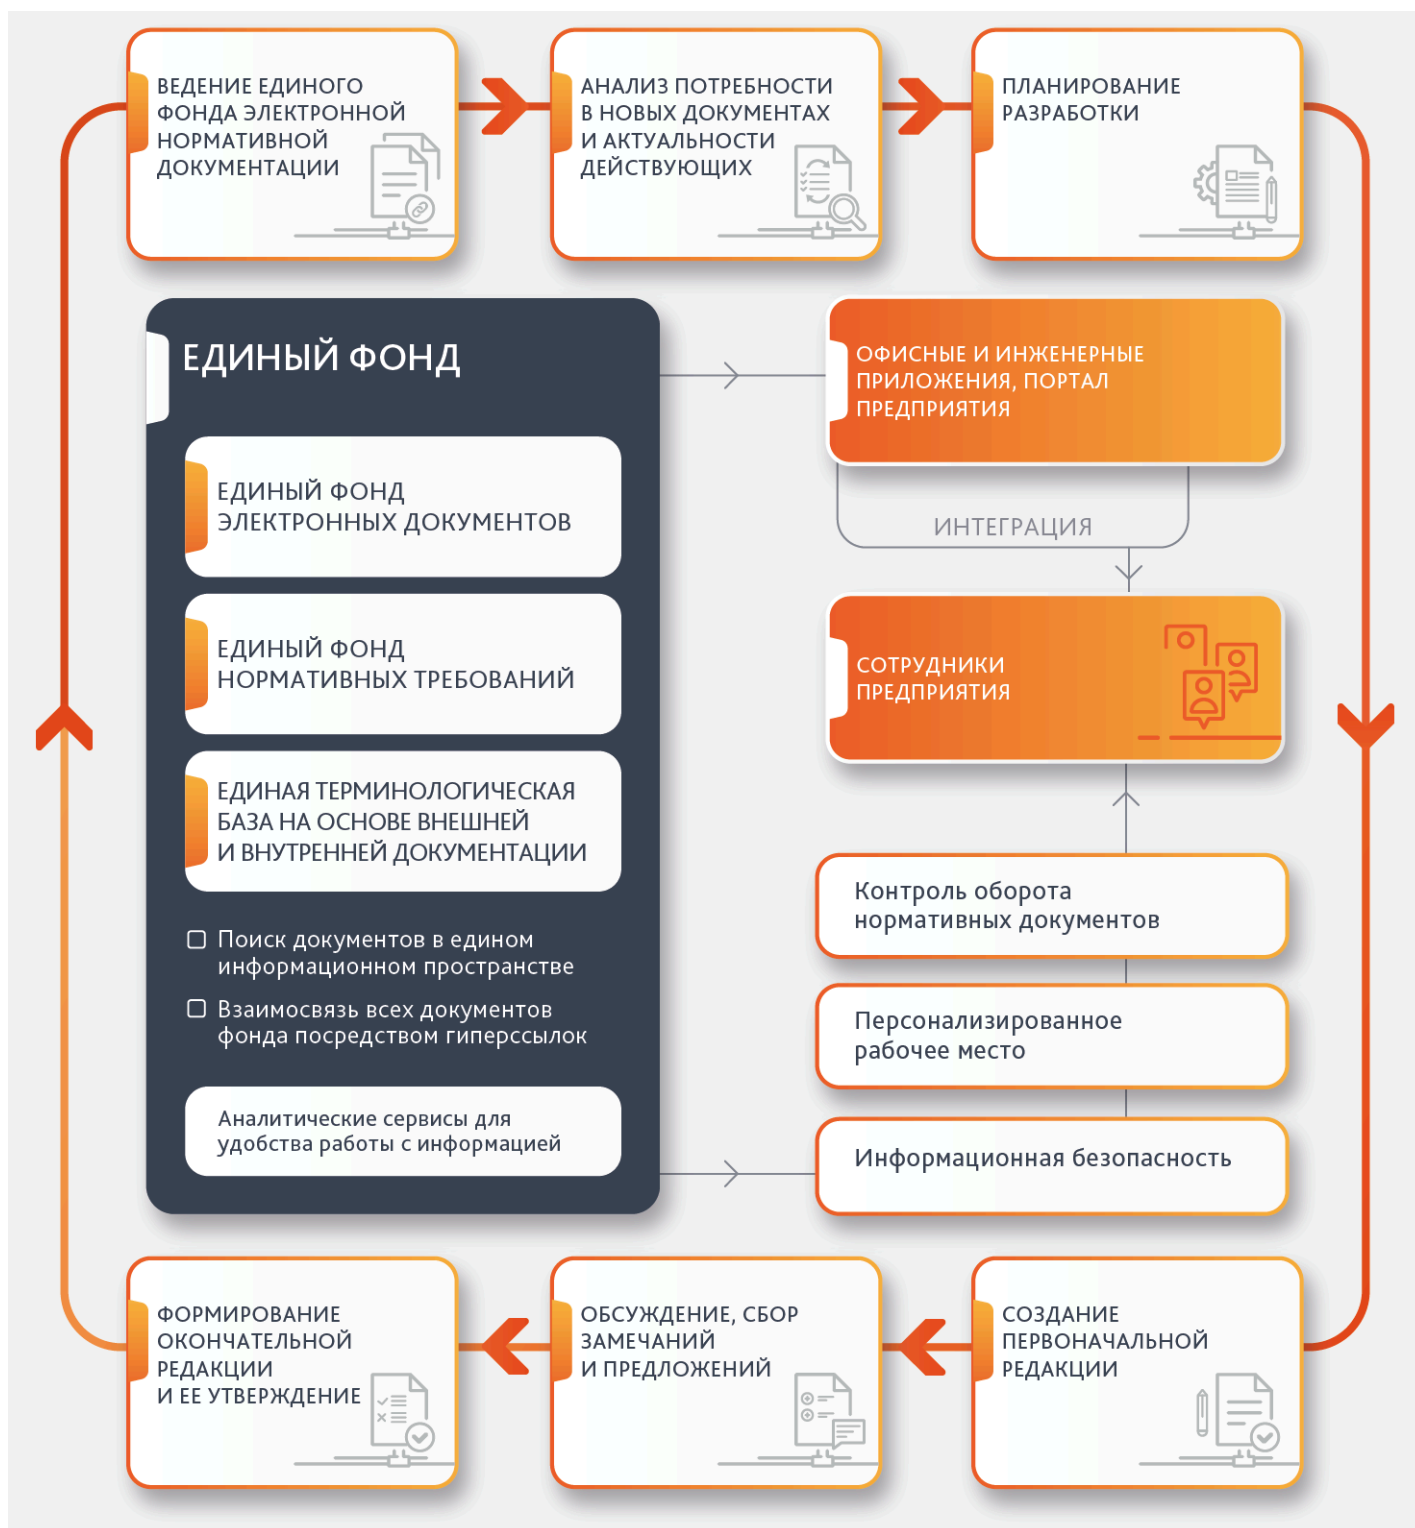 ВЕДЕНИЕ ЕДИНОГО
ФОНДА ЭЛЕКТРОННОЙ
НОРМАТИВНОЙ
ДОКУМЕНТАЦИИ
АНАЛИЗ ПОТРЕБНОСТИ
В НОВЫХ ДОКУМЕНТАХ
И АКТУАЛЬНОСТИ
ДЕЙСТВУЮЩИХ
ПЛАНИРОВАНИЕ
РАЗРАБОТКИ
ЕДИНЫЙ ФОНД
ЕДИНЫЙ ФОНД
ЭЛЕКТРОННЫХ ДОКУМЕНТОВ
ЕДИНЫЙ ФОНД
НОРМАТИВНЫХ ТРЕБОВАНИЙ
ЕДИНАЯ ТЕРМИНОЛОГИЧЕСКАЯ
БАЗА НА ОСНОВЕ ВНЕШНЕЙ
И ВНУТРЕННЕЙ ДОКУМЕНТАЦИИ
Поиск документов в едином
информационном пространстве
Взаимосвязь всех документов
фонда посредством гиперссылок
Аналитические сервисы для
удобства работы с информацией
ОФИСНЫЕ И ИНЖЕНЕРНЫЕ
ПРИЛОЖЕНИЯ, ПОРТАЛ
ПРЕДПРИЯТИЯ
ИНТЕГРАЦИЯ
СОТРУДНИКИ
ПРЕДПРИЯТИЯ
Контроль оборота
нормативных документов
Персонализированное
рабочее место
Информационная безопасность
ФОРМИРОВАНИЕ
ОКОНЧАТЕЛЬНОЙ
РЕДАКЦИИ
И ЕЕ УТВЕРЖДЕНИЕ
ОБСУЖДЕНИЕ, СБОР
ЗАМЕЧАНИЙ
И ПРЕДЛОЖЕНИЙ
СОЗДАНИЕ
ПЕРВОНАЧАЛЬНОЙ
РЕДАКЦИИ